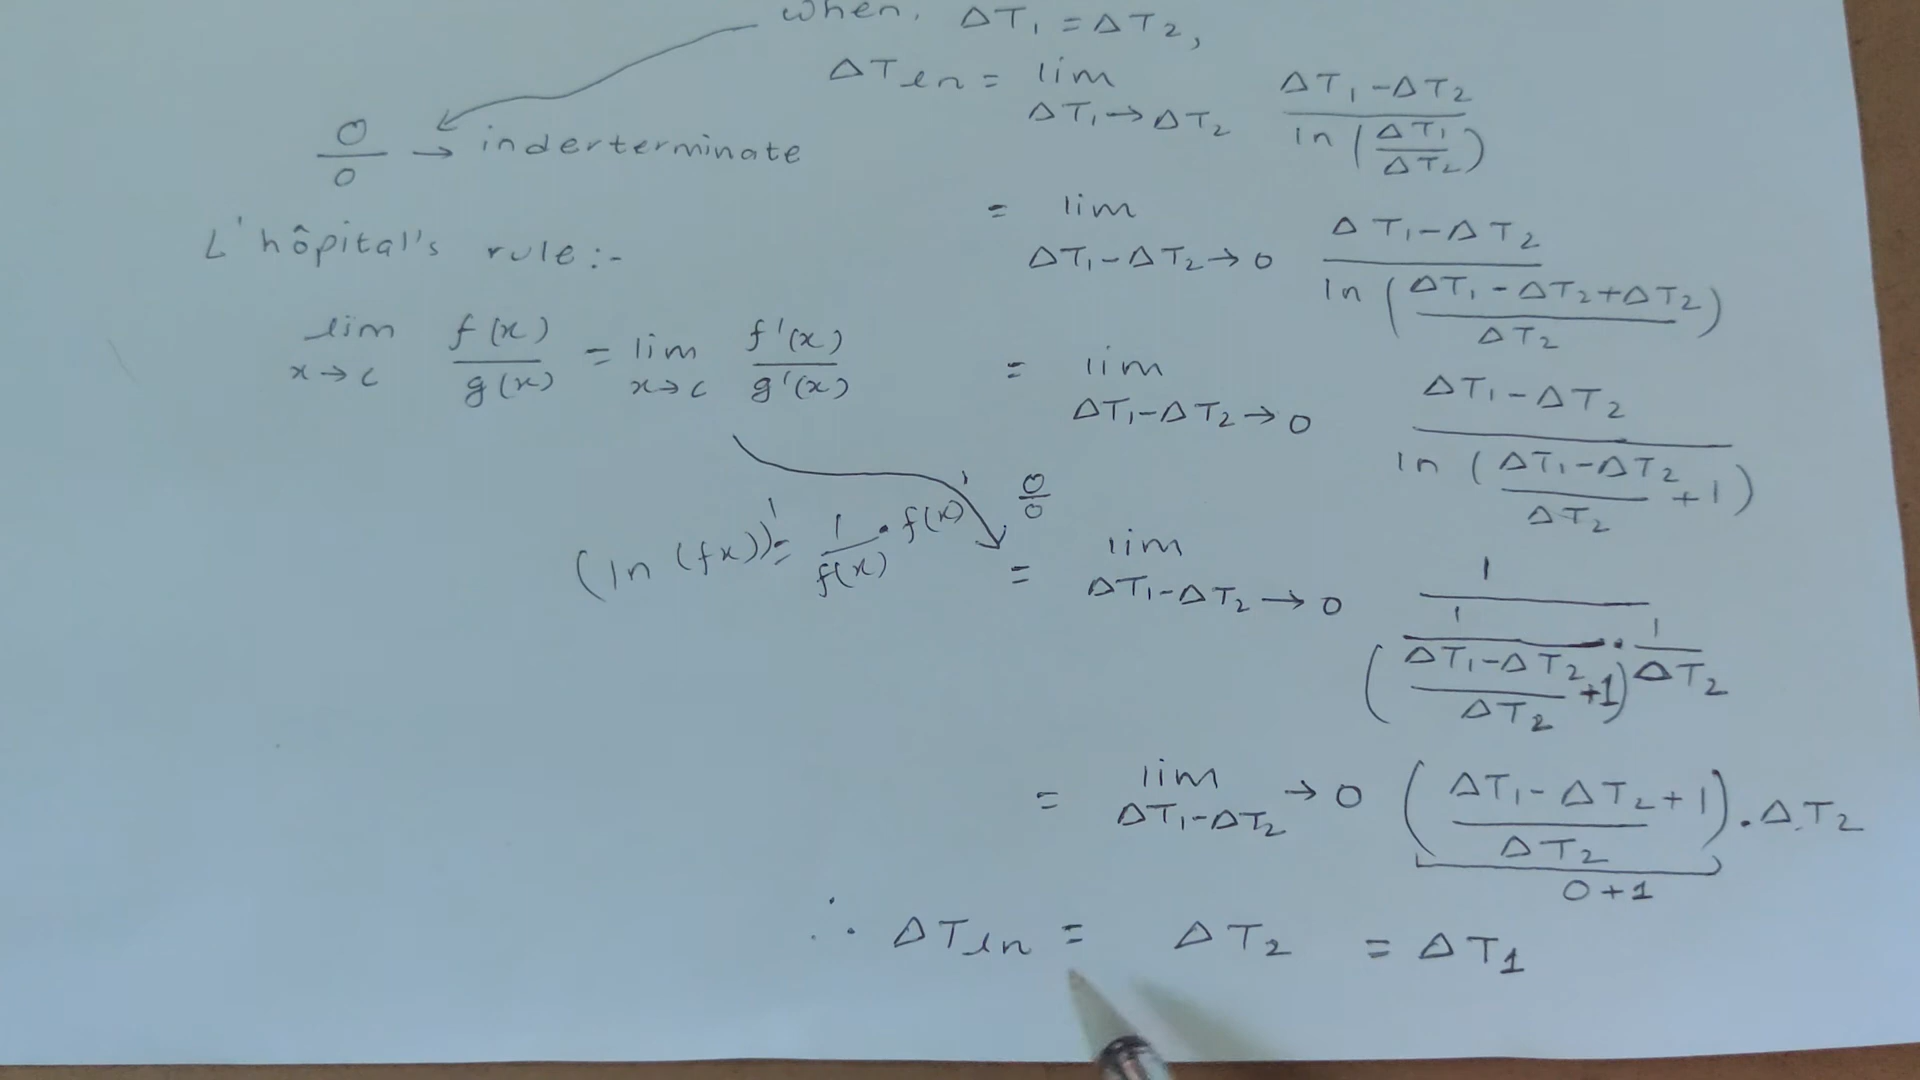 when, ΔT₁ = ΔT₂,
ΔTₗₙ = lim ΔT₁ → ΔT₂ (ΔT₁ - ΔT₂) / ln(ΔT₁/ΔT₂)
0/0 → inderterminate
= lim ΔT₁ - ΔT₂ → 0 (ΔT₁ - ΔT₂) / ln((ΔT₁ - ΔT₂ + ΔT₂)/ΔT₂)
L'hôpital's rule :-
lim x → c f(x)/g(x) = lim x → c f'(x)/g'(x)
= lim ΔT₁ - ΔT₂ → 0 (ΔT₁ - ΔT₂) / ln((ΔT₁ - ΔT₂)/ΔT₂ + 1)
0/0
(ln (fx))' = 1/f(x) · f(x)'
= lim ΔT₁ - ΔT₂ → 0 1 / (1/((ΔT₁ - ΔT₂)/ΔT₂ + 1) · 1/ΔT₂)
= lim ΔT₁ - ΔT₂ → 0 ((ΔT₁ - ΔT₂)/ΔT₂ + 1) · ΔT₂
0 + 1
∴ ΔTₗₙ = ΔT₂ = ΔT₁